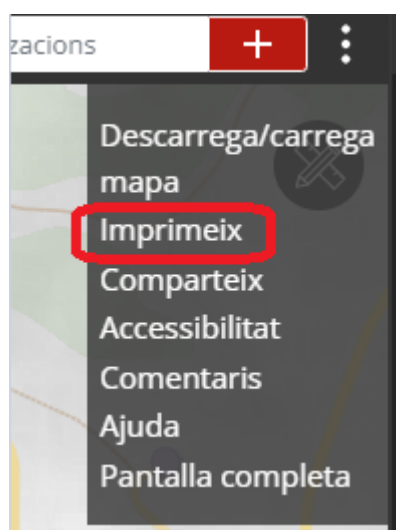 zacions
Descarrega/carrega
mapa
Imprimeix
Comparteix
Accessibilitat
Comentaris
Ajuda
Pantalla completa